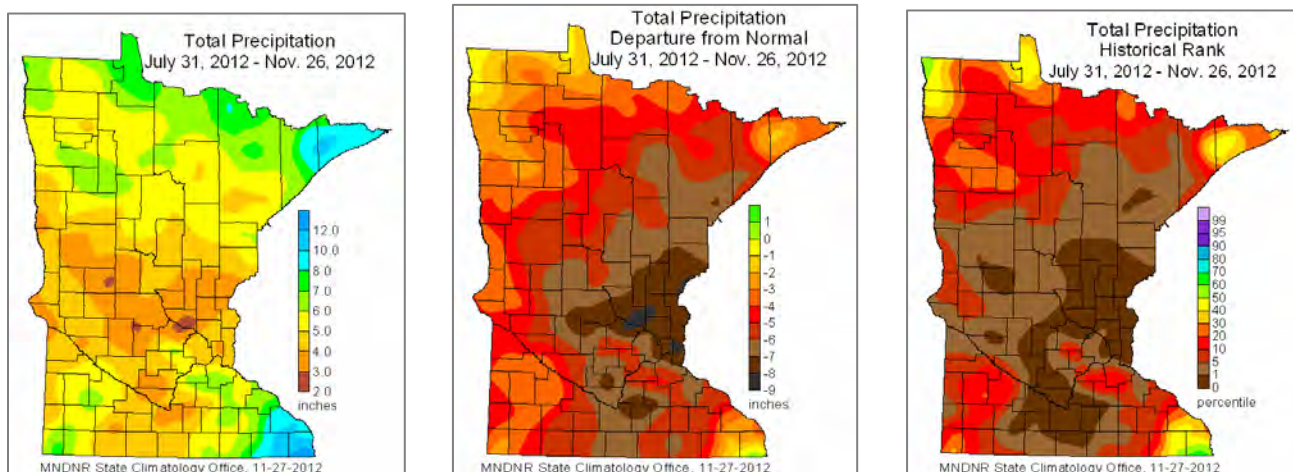 Total Precipitation
July 31, 2012 - Nov. 26, 2012
12.0
10.0
8.0
7.0
6.0
5.0
4.0
3.0
2.0
inches
MNDNR State Climatology Office, 11-27-2012
Total Precipitation
Departure from Normal
July 31, 2012 - Nov. 26, 2012
1
0
-1
-2
-3
-4
-5
-6
-7
-8
-9
inches
MNDNR State Climatology Office, 11-27-2012
Total Precipitation
Historical Rank
July 31, 2012 - Nov. 26, 2012
99
95
90
80
70
60
50
40
30
20
10
5
1
0
percentile
MNDNR State Climatology Office, 11-27-2012